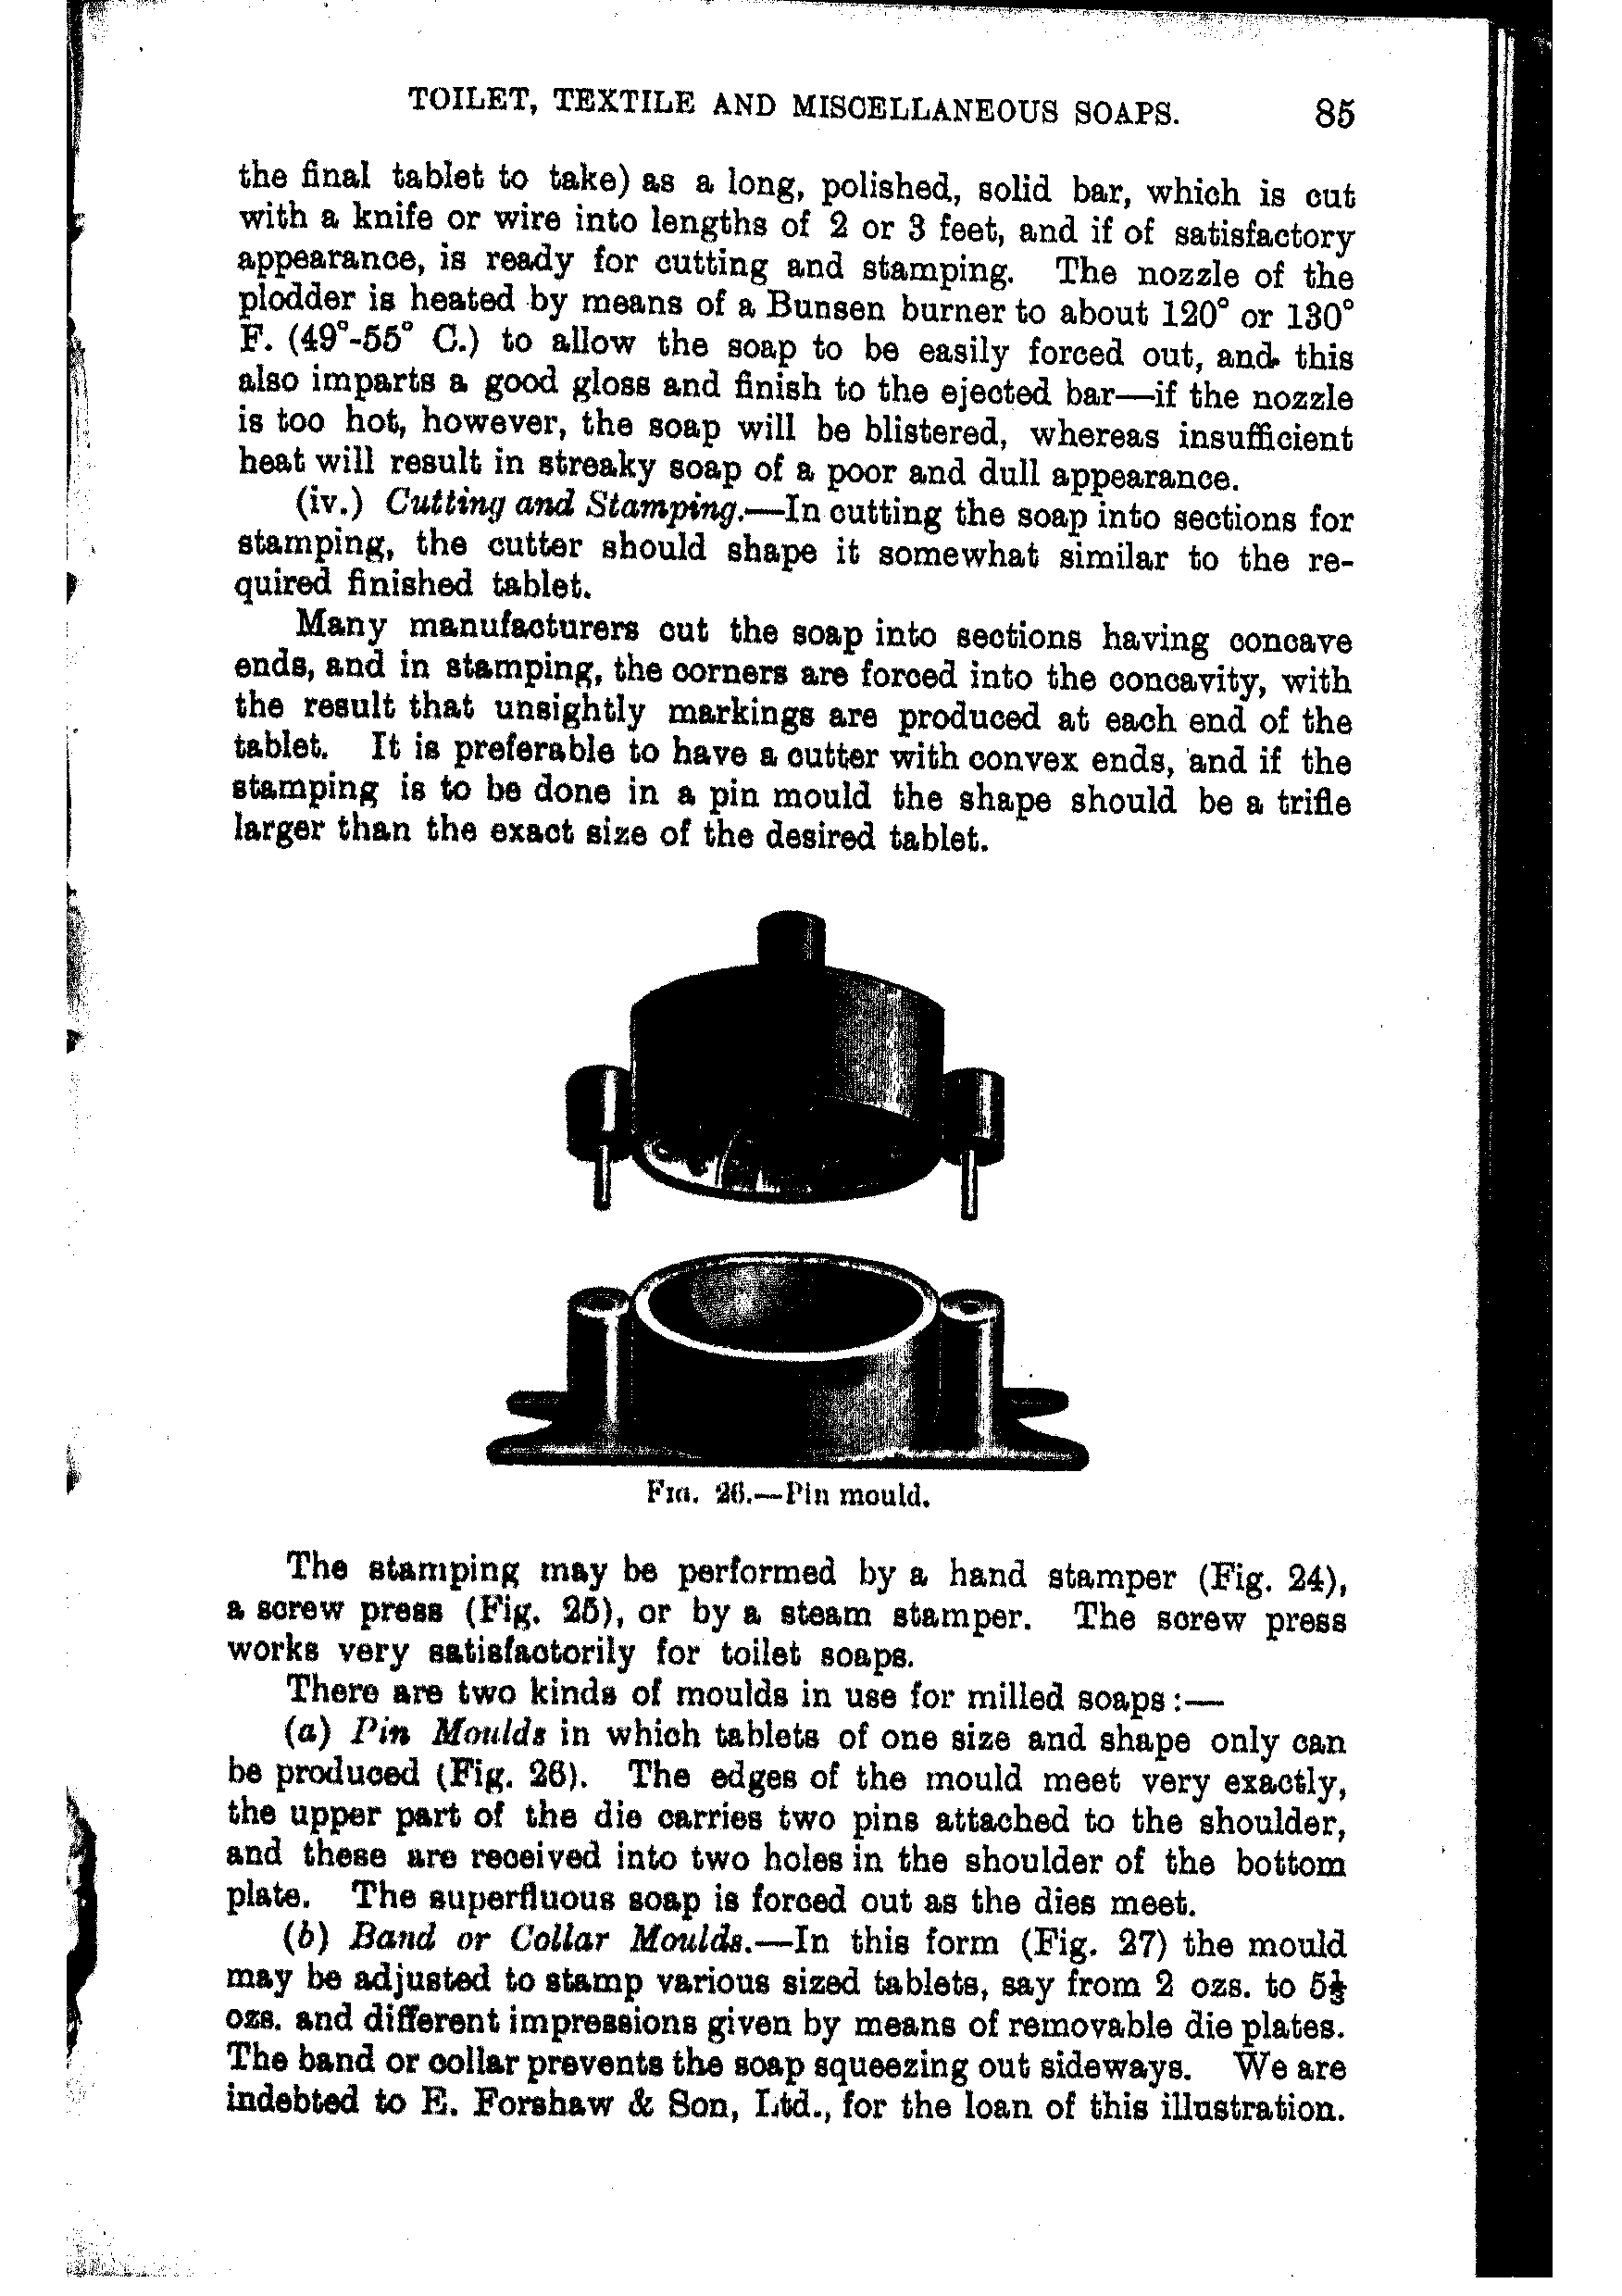 TOILET, TEXTILE AND MISCELLANEOUS SOAPS. 85
the final tablet to take) as a long, polished, solid bar, which is cut
with a knife or wire into lengths of 2 or 3 feet, and if of satisfactory
appearance, is ready for cutting and stamping. The nozzle of the
plodder is heated by means of a Bunsen burner to about 120° or 130°
F. (49°-55° C.) to allow the soap to be easily forced out, and this
also imparts a good gloss and finish to the ejected bar—if the nozzle
is too hot, however, the soap will be blistered, whereas insufficient
heat will result in streaky soap of a poor and dull appearance.
(iv.) Cutting and Stamping.—In cutting the soap into sections for
stamping, the cutter should shape it somewhat similar to the re-
quired finished tablet.
Many manufacturers cut the soap into sections having concave
ends, and in stamping, the corners are forced into the concavity, with
the result that unsightly markings are produced at each end of the
tablet. It is preferable to have a cutter with convex ends, and if the
stamping is to be done in a pin mould the shape should be a trifle
larger than the exact size of the desired tablet.
FIG. 26.—Pin mould.
The stamping may be performed by a hand stamper (Fig. 24),
a screw press (Fig. 25), or by a steam stamper. The screw press
works very satisfactorily for toilet soaps.
There are two kinds of moulds in use for milled soaps:—
(a) Pin Moulds in which tablets of one size and shape only can
be produced (Fig. 26). The edges of the mould meet very exactly,
the upper part of the die carries two pins attached to the shoulder,
and these are received into two holes in the shoulder of the bottom
plate. The superfluous soap is forced out as the dies meet.
(b) Band or Collar Moulds.—In this form (Fig. 27) the mould
may be adjusted to stamp various sized tablets, say from 2 ozs. to 5⅓
ozs. and different impressions given by means of removable die plates.
The band or collar prevents the soap squeezing out sideways. We are
indebted to E. Forshaw & Son, Ltd., for the loan of this illustration.